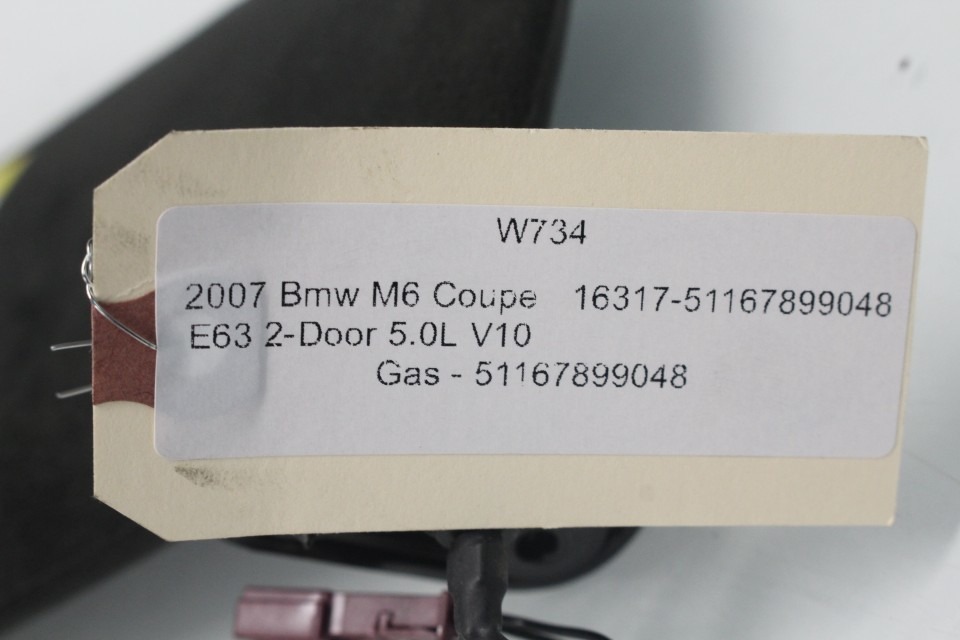 W734
2007 Bmw M6 Coupe 16317-51167899048
E63 2-Door 5.0L V10
Gas - 51167899048